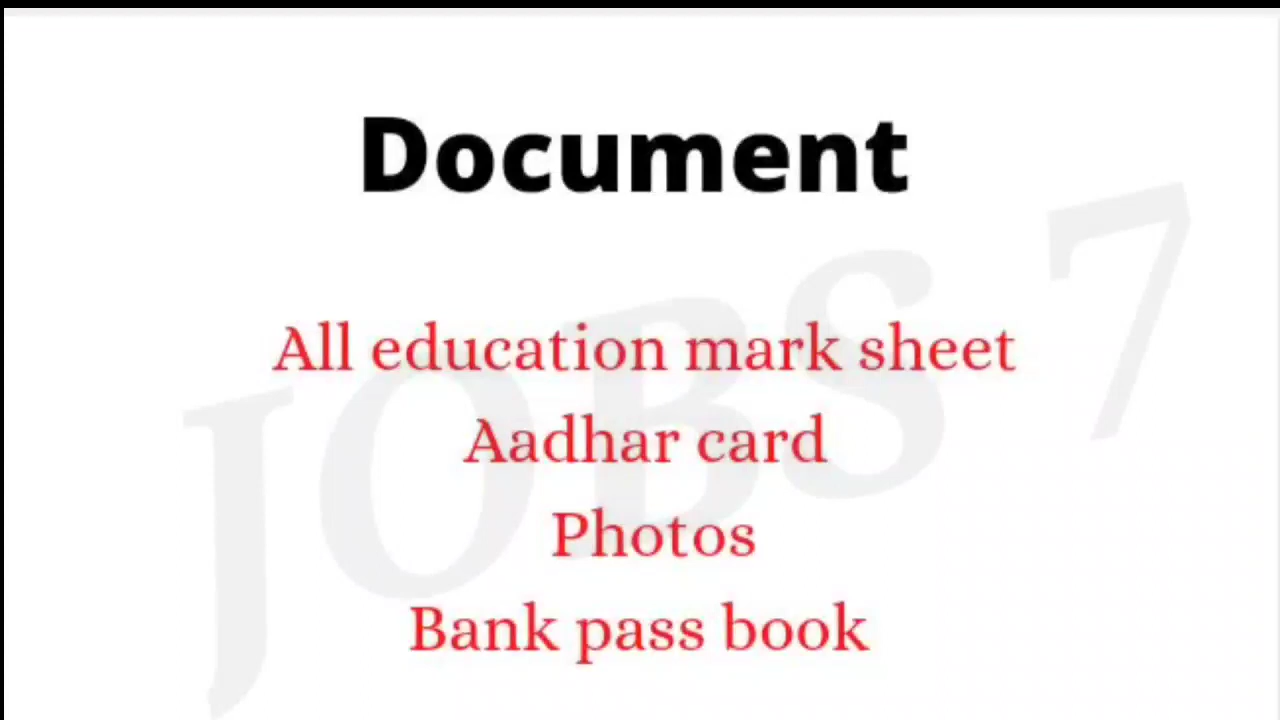 Document
All education mark sheet
Aadhar card
Photos
Bank pass book
JOBS 7